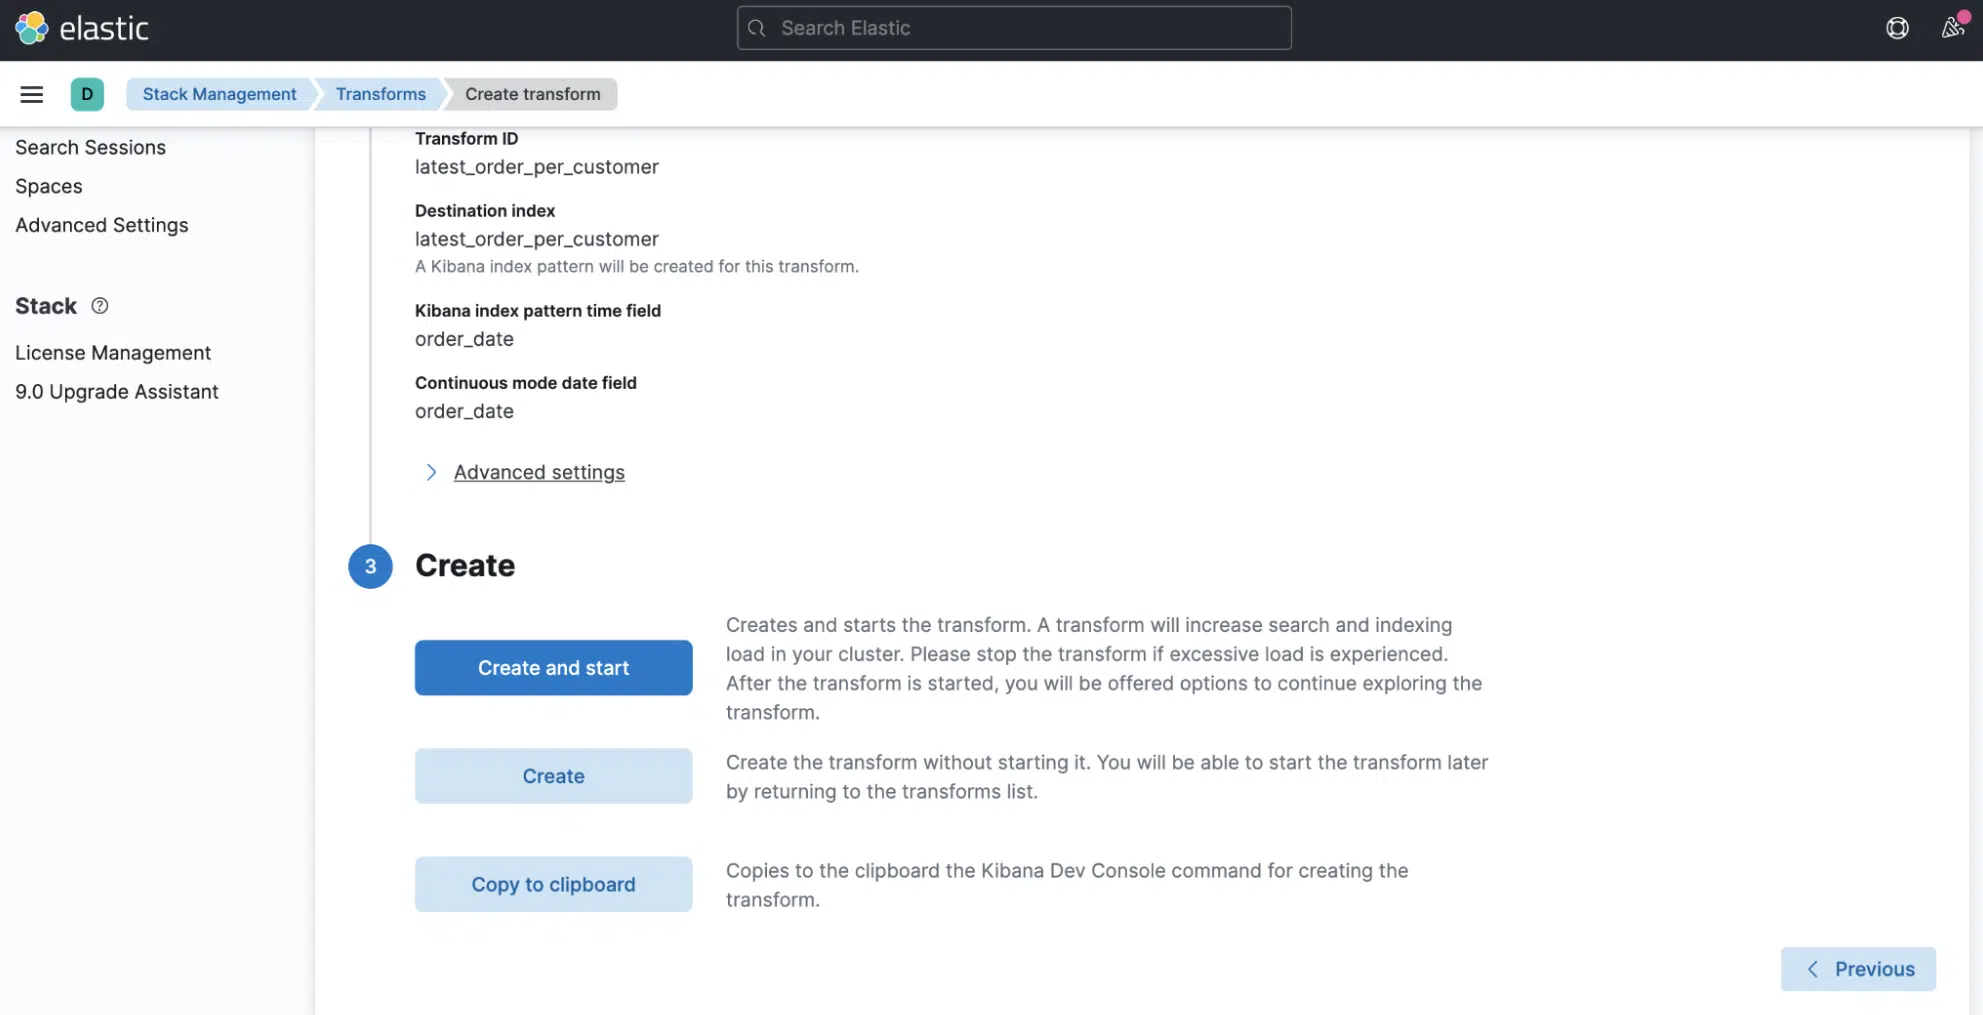 elastic
Search Elastic
D
Stack Management
Transforms
Create transform
Search Sessions
Spaces
Advanced Settings
Stack
License Management
9.0 Upgrade Assistant
Transform ID
latest_order_per_customer
Destination index
latest_order_per_customer
A Kibana index pattern will be created for this transform.
Kibana index pattern time field
order_date
Continuous mode date field
order_date
Advanced settings
3
Create
Create and start
Creates and starts the transform. A transform will increase search and indexing
load in your cluster. Please stop the transform if excessive load is experienced.
After the transform is started, you will be offered options to continue exploring the
transform.
Create
Create the transform without starting it. You will be able to start the transform later
by returning to the transforms list.
Copy to clipboard
Copies to the clipboard the Kibana Dev Console command for creating the
transform.
Previous